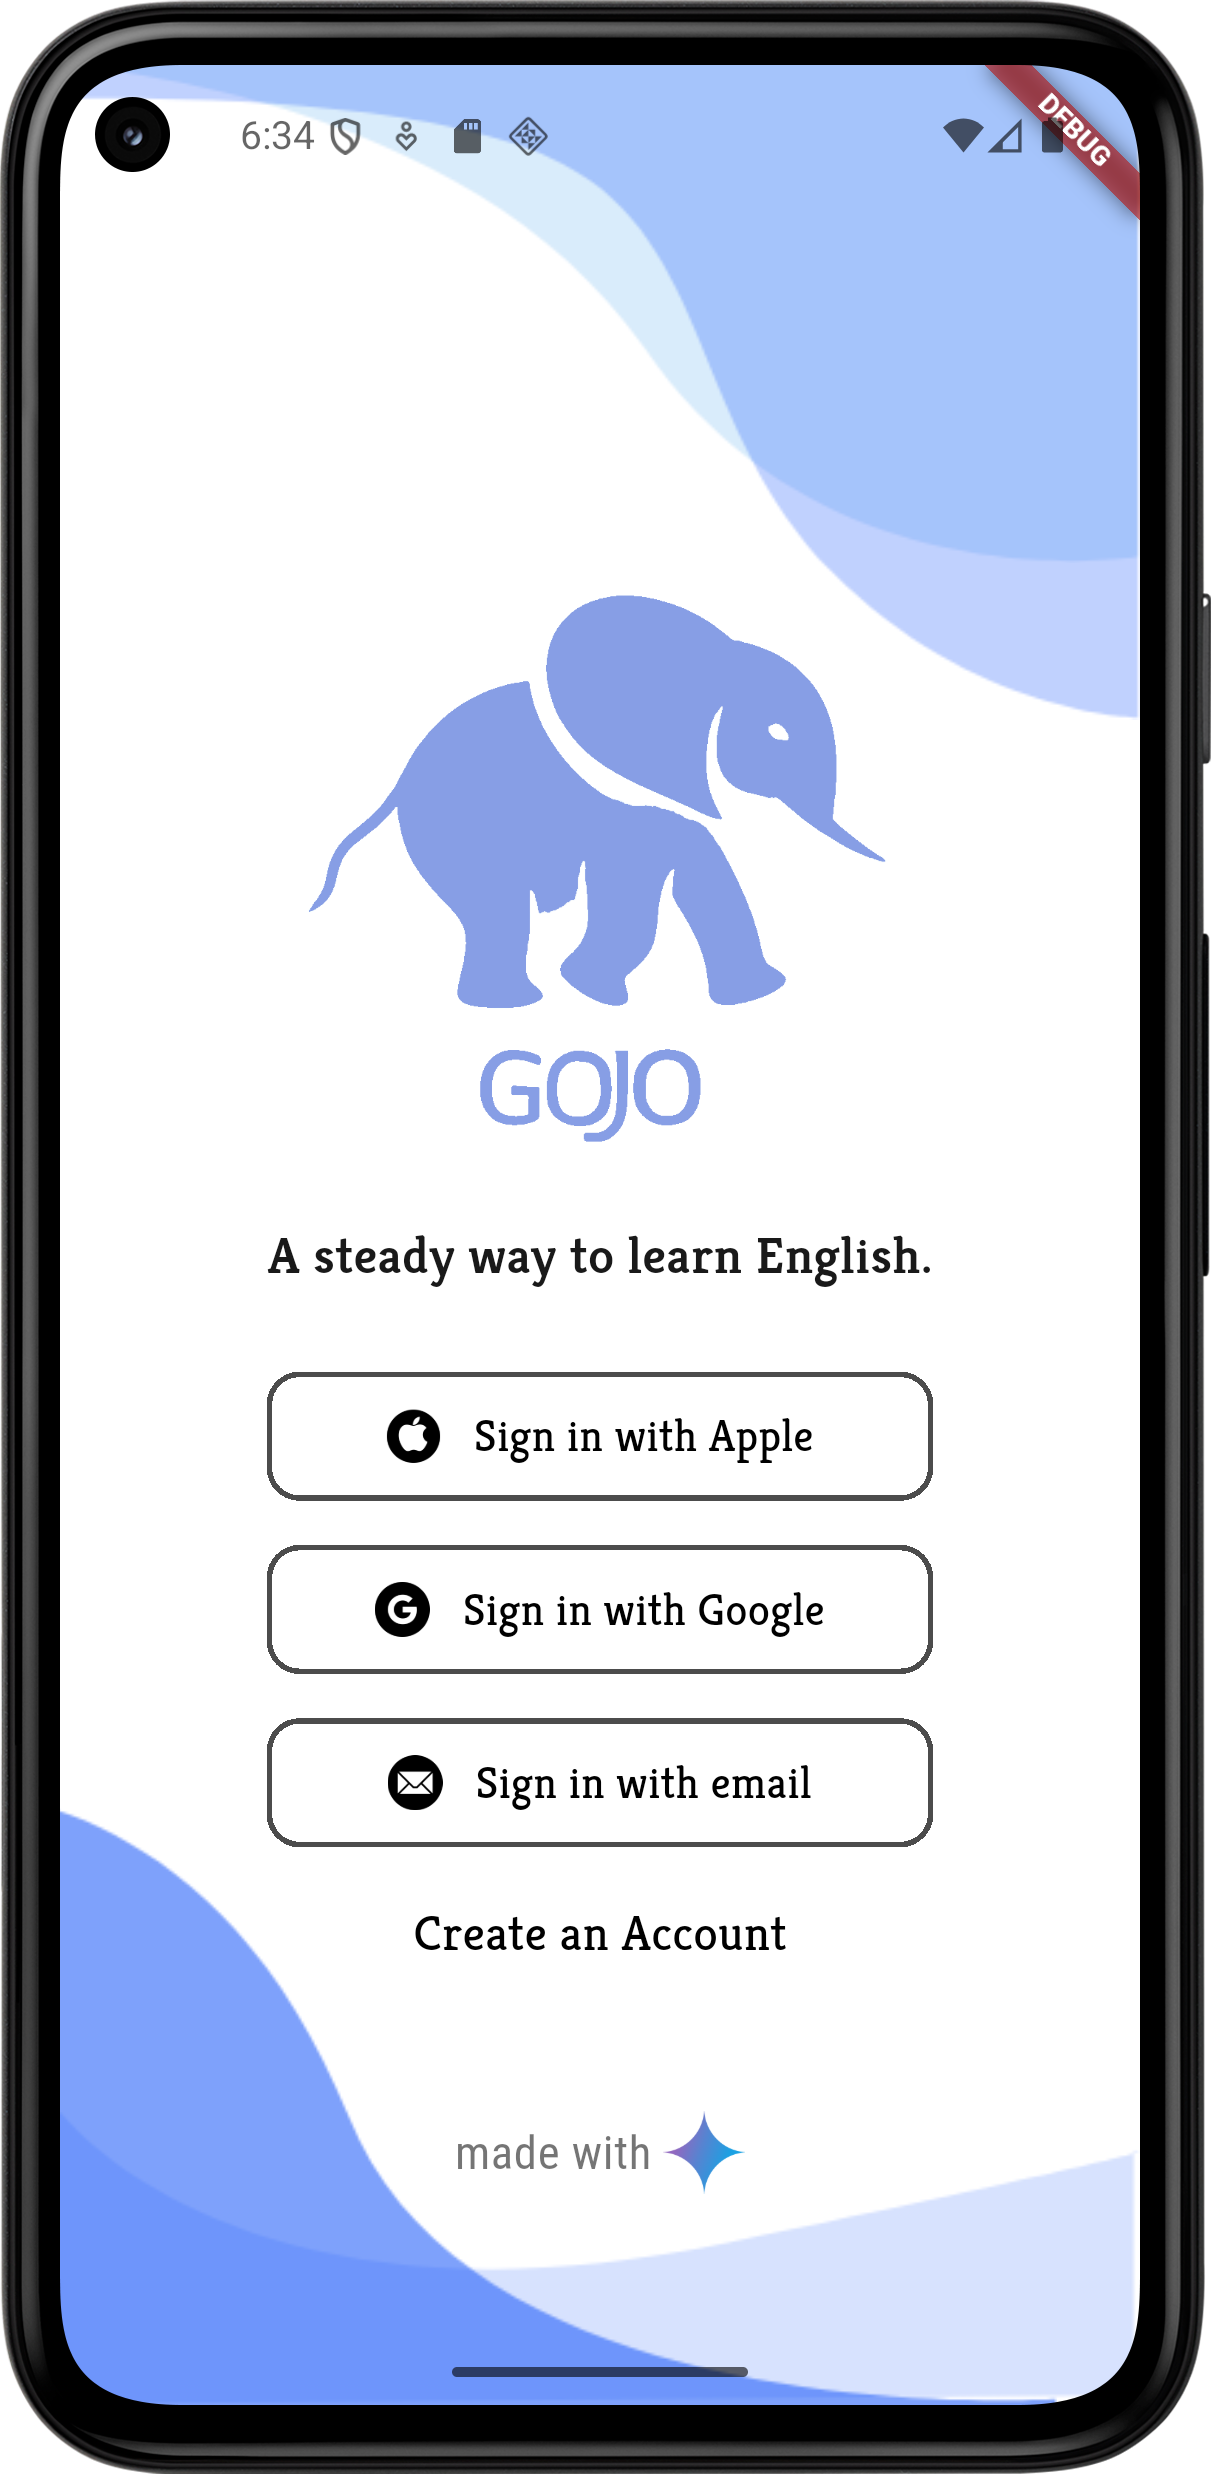 6:34
DEBUG
GOJO
A steady way to learn English.
Sign in with Apple
Sign in with Google
Sign in with email
Create an Account
made with